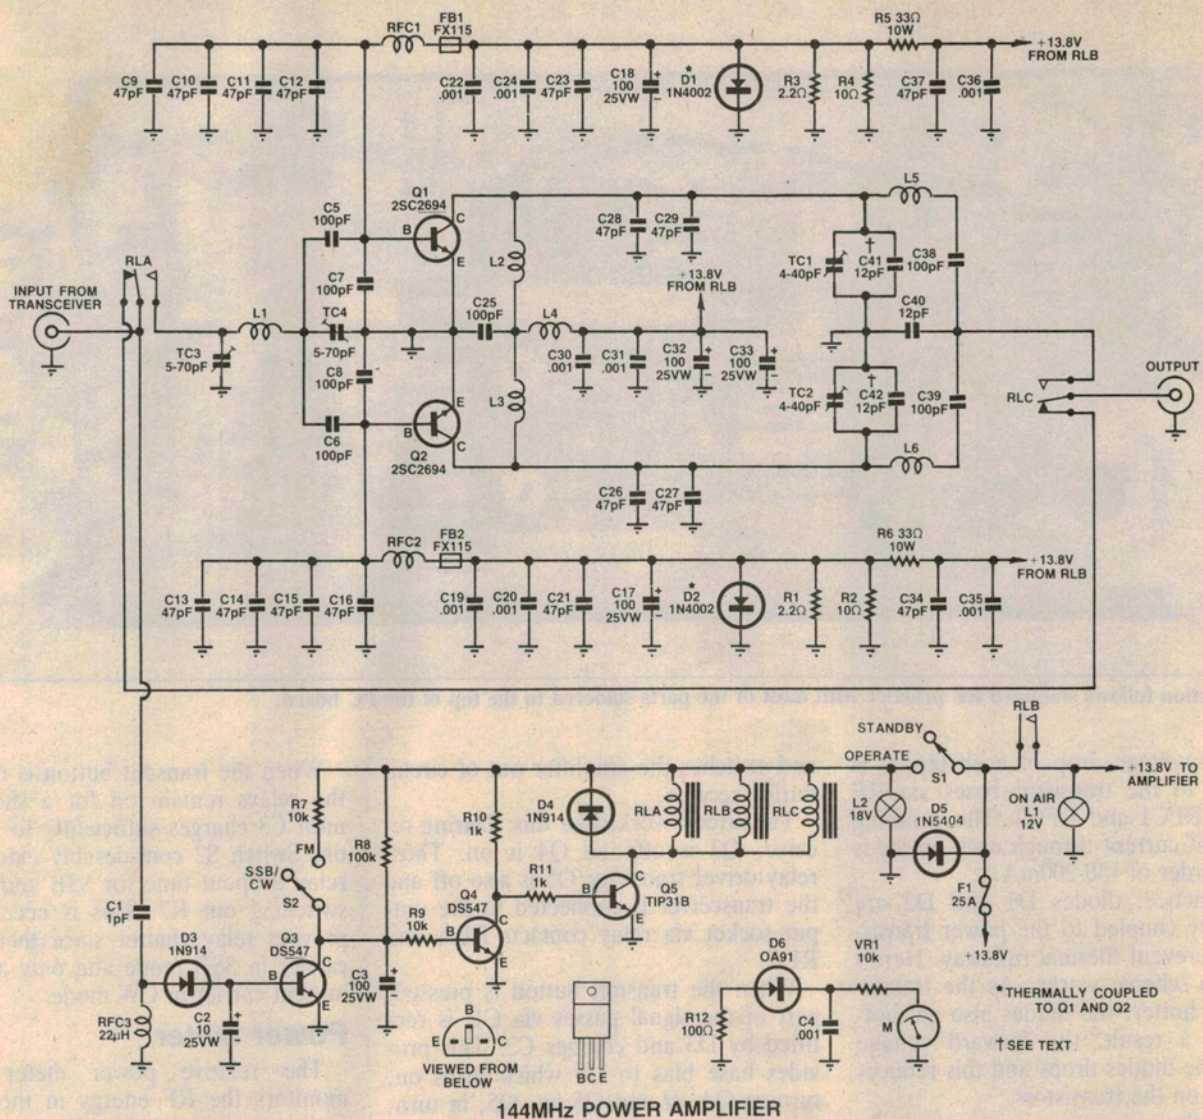 RFC1
FB1
FX115
R5 33Ω
10W
+13.8V
FROM RLB
C9
47pF
C10
47pF
C11
47pF
C12
47pF
C22
.001
C24
.001
C23
47pF
C18
100
25VW
+
−
*
D1
1N4002
R3
2.2Ω
R4
10Ω
C37
47pF
C36
.001
Q1
2SC2694
C
B
E
C5
100pF
C7
100pF
TC4
5-70pF
C8
100pF
C6
100pF
L2
L3
C28
47pF
C29
47pF
L5
TC1
4-40pF
†
C41
12pF
C38
100pF
RLA
INPUT FROM
TRANSCEIVER
L1
TC3
5-70pF
C25
100pF
L4
+13.8V
FROM RLB
C30
.001
C31
.001
C32
100
25VW
+
−
C33
100
25VW
+
−
C40
12pF
TC2
4-40pF
†
C42
12pF
C39
100pF
RLC
OUTPUT
E
B
C
Q2
2SC2694
C26
47pF
C27
47pF
L6
RFC2
FB2
FX115
R6 33Ω
10W
+13.8V
FROM RLB
C13
47pF
C14
47pF
C15
47pF
C16
47pF
C19
.001
C20
.001
C21
47pF
C17
100
25VW
+
−
*
D2
1N4002
R1
2.2Ω
R2
10Ω
C34
47pF
C35
.001
STANDBY
OPERATE
S1
RLB
+13.8V TO
AMPLIFIER
R7
10k
FM
SSB/
CW
S2
R8
100k
R10
1k
D4
1N914
RLA
RLB
RLC
L2
18V
D5
1N5404
ON AIR
L1
12V
F1
25A
+13.8V
C1
1pF
D3
1N914
Q3
DS547
B
C
E
R9
10k
Q4
DS547
B
C
E
R11
1k
Q5
TIP31B
B
C
E
RFC3
22μH
C2
10
25VW
+
C3
100
25VW
+
B
E
C
VIEWED FROM
BELOW
B C E
D6
OA91
R12
100Ω
C4
.001
VR1
10k
M
* THERMALLY COUPLED
† SEE TEXT
144MHz POWER AMPLIFIER